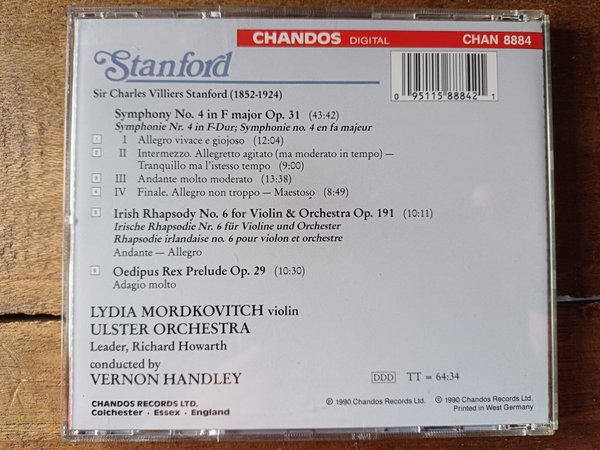 CHANDOS DIGITAL CHAN 8884
Stanford
0 95115 88842 1
Sir Charles Villiers Stanford (1852-1924)
Symphony No. 4 in F major Op. 31 (43:42)
Symphonie Nr. 4 in F-Dur; Symphonie no. 4 en fa majeur
1 I Allegro vivace e giojoso (12:04)
2 II Intermezzo. Allegretto agitato (ma moderato in tempo) —
Tranquillo ma l'istesso tempo (9:00)
3 III Andante molto moderato (13:38)
4 IV Finale. Allegro non troppo — Maestoso (8:49)
5 Irish Rhapsody No. 6 for Violin & Orchestra Op. 191 (10:11)
Irische Rhapsodie Nr. 6 für Violine und Orchester
Rhapsodie irlandaise no. 6 pour violon et orchestre
Andante — Allegro
6 Oedipus Rex Prelude Op. 29 (10:30)
Adagio molto
LYDIA MORDKOVITCH violin
ULSTER ORCHESTRA
Leader, Richard Howarth
conducted by
VERNON HANDLEY
DDD TT = 64:34
CHANDOS RECORDS LTD.
Colchester · Essex · England
℗ 1990 Chandos Records Ltd.
© 1990 Chandos Records Ltd.
Printed in West Germany